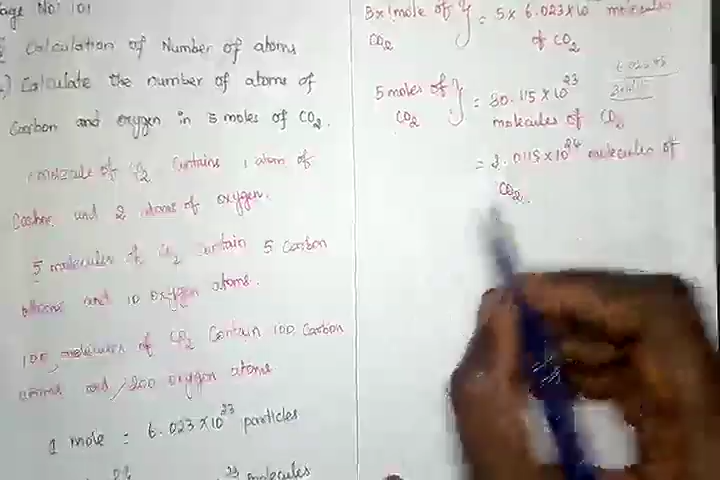 Page No: 101
Calculation of Number of atoms
Calculate the number of atoms of
Carbon and oxygen in 5 moles of CO2.
molecule of CO2 Contains 1 atom of
Carbon and 2 atoms of oxygen.
5 molecules of CO2 contain 5 Carbon
atoms and 10 oxygen atoms.
100, molecules of CO2 Contain 100 Carbon
atoms and 200 oxygen atoms
1 mole = 6.023×10^23 particles
23 molecules
5×1mole of } = 5 × 6.023×10 molecules
CO2 of CO2
5 moles of } = 30.115×10^23
CO2 molecules of CO2
= 3.0115×10^24 molecules of
CO2.